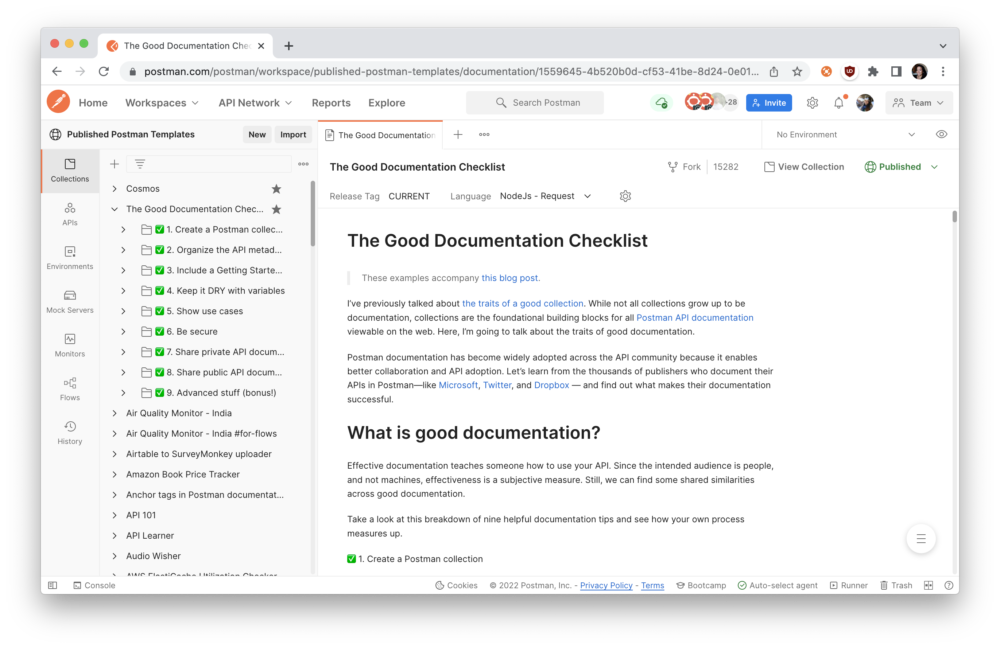 The Good Documentation Chec
postman.com/postman/workspace/published-postman-templates/documentation/1559645-4b520b0d-cf53-41be-8d24-0e01...
Home Workspaces API Network Reports Explore Search Postman -28 Invite Team
Published Postman Templates New Import The Good Documentation No Environment
The Good Documentation Checklist Fork 15282 View Collection Published
Release Tag CURRENT Language NodeJs - Request
Collections
APIs
Environments
Mock Servers
Monitors
Flows
History
Cosmos
The Good Documentation Chec...
✅ 1. Create a Postman collec...
✅ 2. Organize the API metad...
✅ 3. Include a Getting Starte...
✅ 4. Keep it DRY with variables
✅ 5. Show use cases
✅ 6. Be secure
✅ 7. Share private API docum...
✅ 8. Share public API docum...
✅ 9. Advanced stuff (bonus!)
Air Quality Monitor - India
Air Quality Monitor - India #for-flows
Airtable to SurveyMonkey uploader
Amazon Book Price Tracker
Anchor tags in Postman documentat...
API 101
API Learner
Audio Wisher
AWS ElastiCache Utilization Checker
The Good Documentation Checklist
These examples accompany this blog post.
I've previously talked about the traits of a good collection. While not all collections grow up to be
documentation, collections are the foundational building blocks for all Postman API documentation
viewable on the web. Here, I'm going to talk about the traits of good documentation.
Postman documentation has become widely adopted across the API community because it enables
better collaboration and API adoption. Let's learn from the thousands of publishers who document their
APIs in Postman—like Microsoft, Twitter, and Dropbox — and find out what makes their documentation
successful.
What is good documentation?
Effective documentation teaches someone how to use your API. Since the intended audience is people,
and not machines, effectiveness is a subjective measure. Still, we can find some shared similarities
across good documentation.
Take a look at this breakdown of nine helpful documentation tips and see how your own process
measures up.
✅ 1. Create a Postman collection
Console Cookies © 2022 Postman, Inc. - Privacy Policy - Terms Bootcamp Auto-select agent Runner Trash